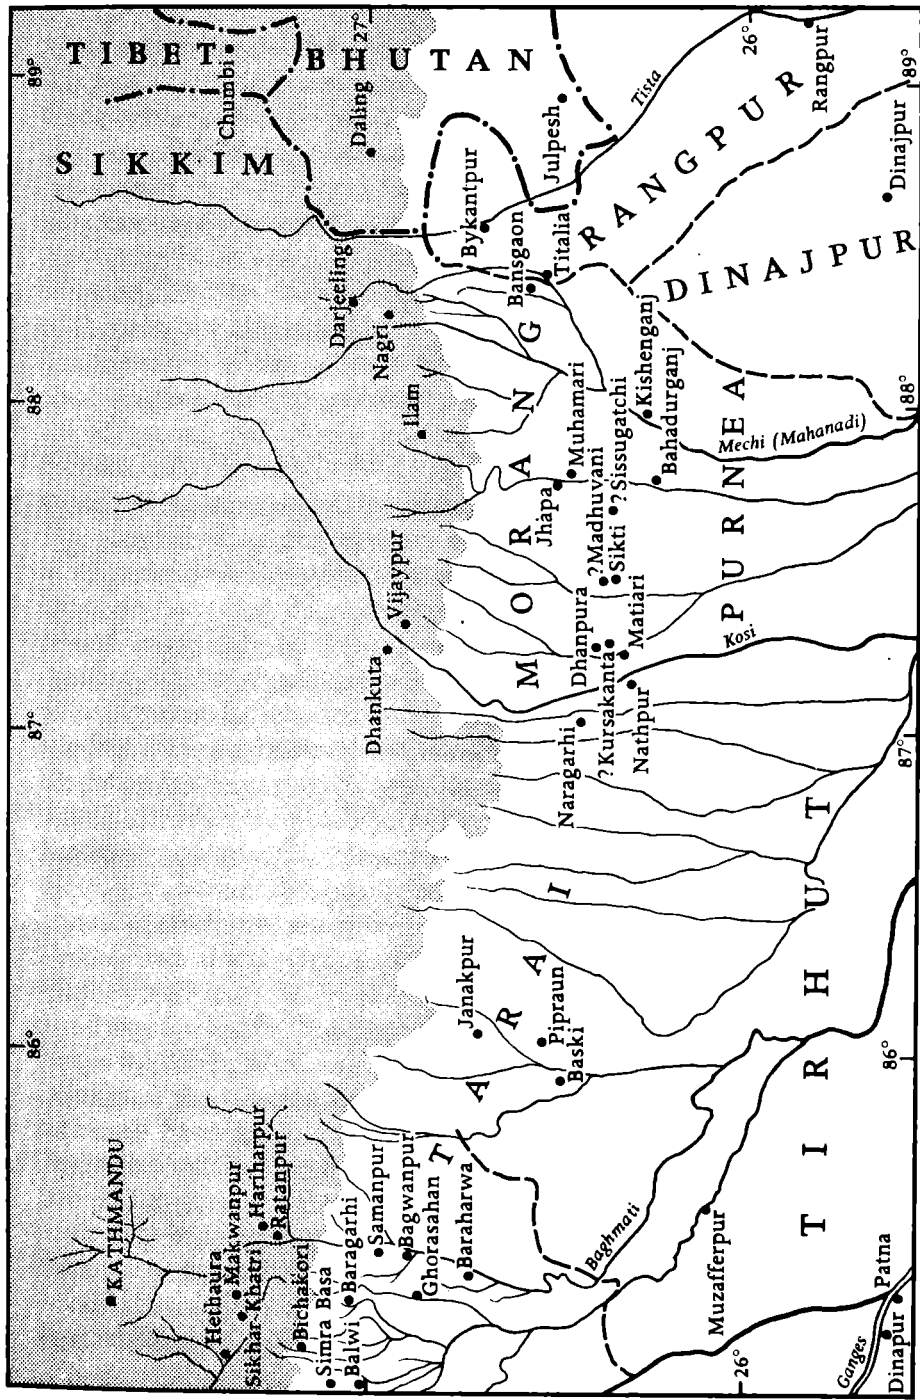 86°
87°
88°
89°
TIBET
Chumbi
BHUTAN
SIKKIM
27°
Daling
KATHMANDU
Hethaura
Makwanpur
Sikhar Khatri
Hariharpur
Ratanpur
Bichakori
Simra Basa
Balwi
Baragarhi
Samanpur
Bagwanpur
Ghorasahan
Baraharwa
Dhankuta
Vijaypur
Ilam
Nagri
Darjeeling
Bykantpur
Julpesh
Bansgaon
Titalia
Tista
TARAI
Janakpur
Pipraun
Baski
MORANG
Naragarhi
?Kursakanta
Nathpur
Dhanpura
Matiari
?Madhuvani
Sikti
?Sissugatchi
Jhapa
Muhamari
Bahadurganj
Kishenganj
RANGPUR
Rangpur
26°
DINAJPUR
Dinajpur
Mechi (Mahanadi)
PURNEA
Kosi
TIRHUT
Baghmati
Muzafferpur
26°
Ganges
Patna
Dinapur
86°
87°
88°
89°